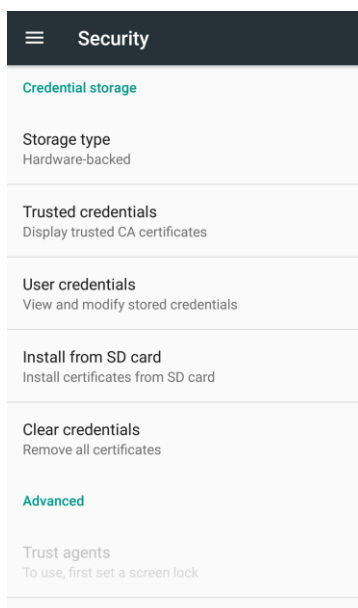 Security
Credential storage
Storage type
Hardware-backed
Trusted credentials
Display trusted CA certificates
User credentials
View and modify stored credentials
Install from SD card
Install certificates from SD card
Clear credentials
Remove all certificates
Advanced
Trust agents
To use, first set a screen lock